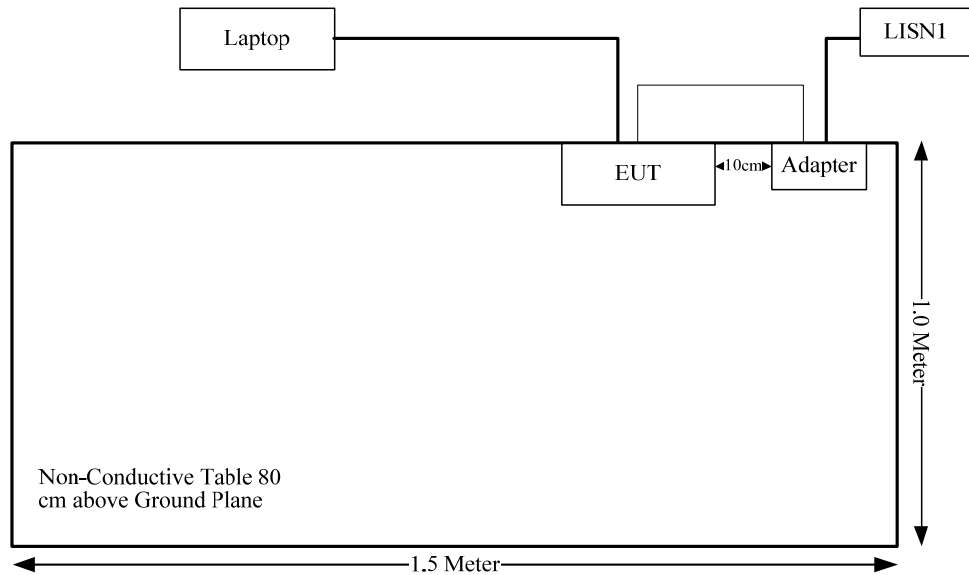 Laptop
LISN1
EUT
10cm
Adapter
1.0 Meter
Non-Conductive Table 80
cm above Ground Plane
1.5 Meter